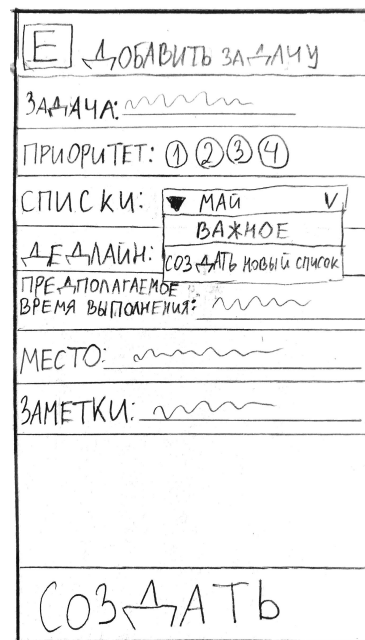 E ДОБАВИТЬ ЗАДАЧУ
ЗАДАЧА:
ПРИОРИТЕТ: 1 2 3 4
СПИСКИ: МАЙ V
ВАЖНОЕ
ДЕДЛАЙН: СОЗДАТЬ НОВЫЙ СПИСОК
ПРЕДПОЛАГАЕМОЕ
ВРЕМЯ ВЫПОЛНЕНИЯ:
МЕСТО:
ЗАМЕТКИ:
СОЗДАТЬ